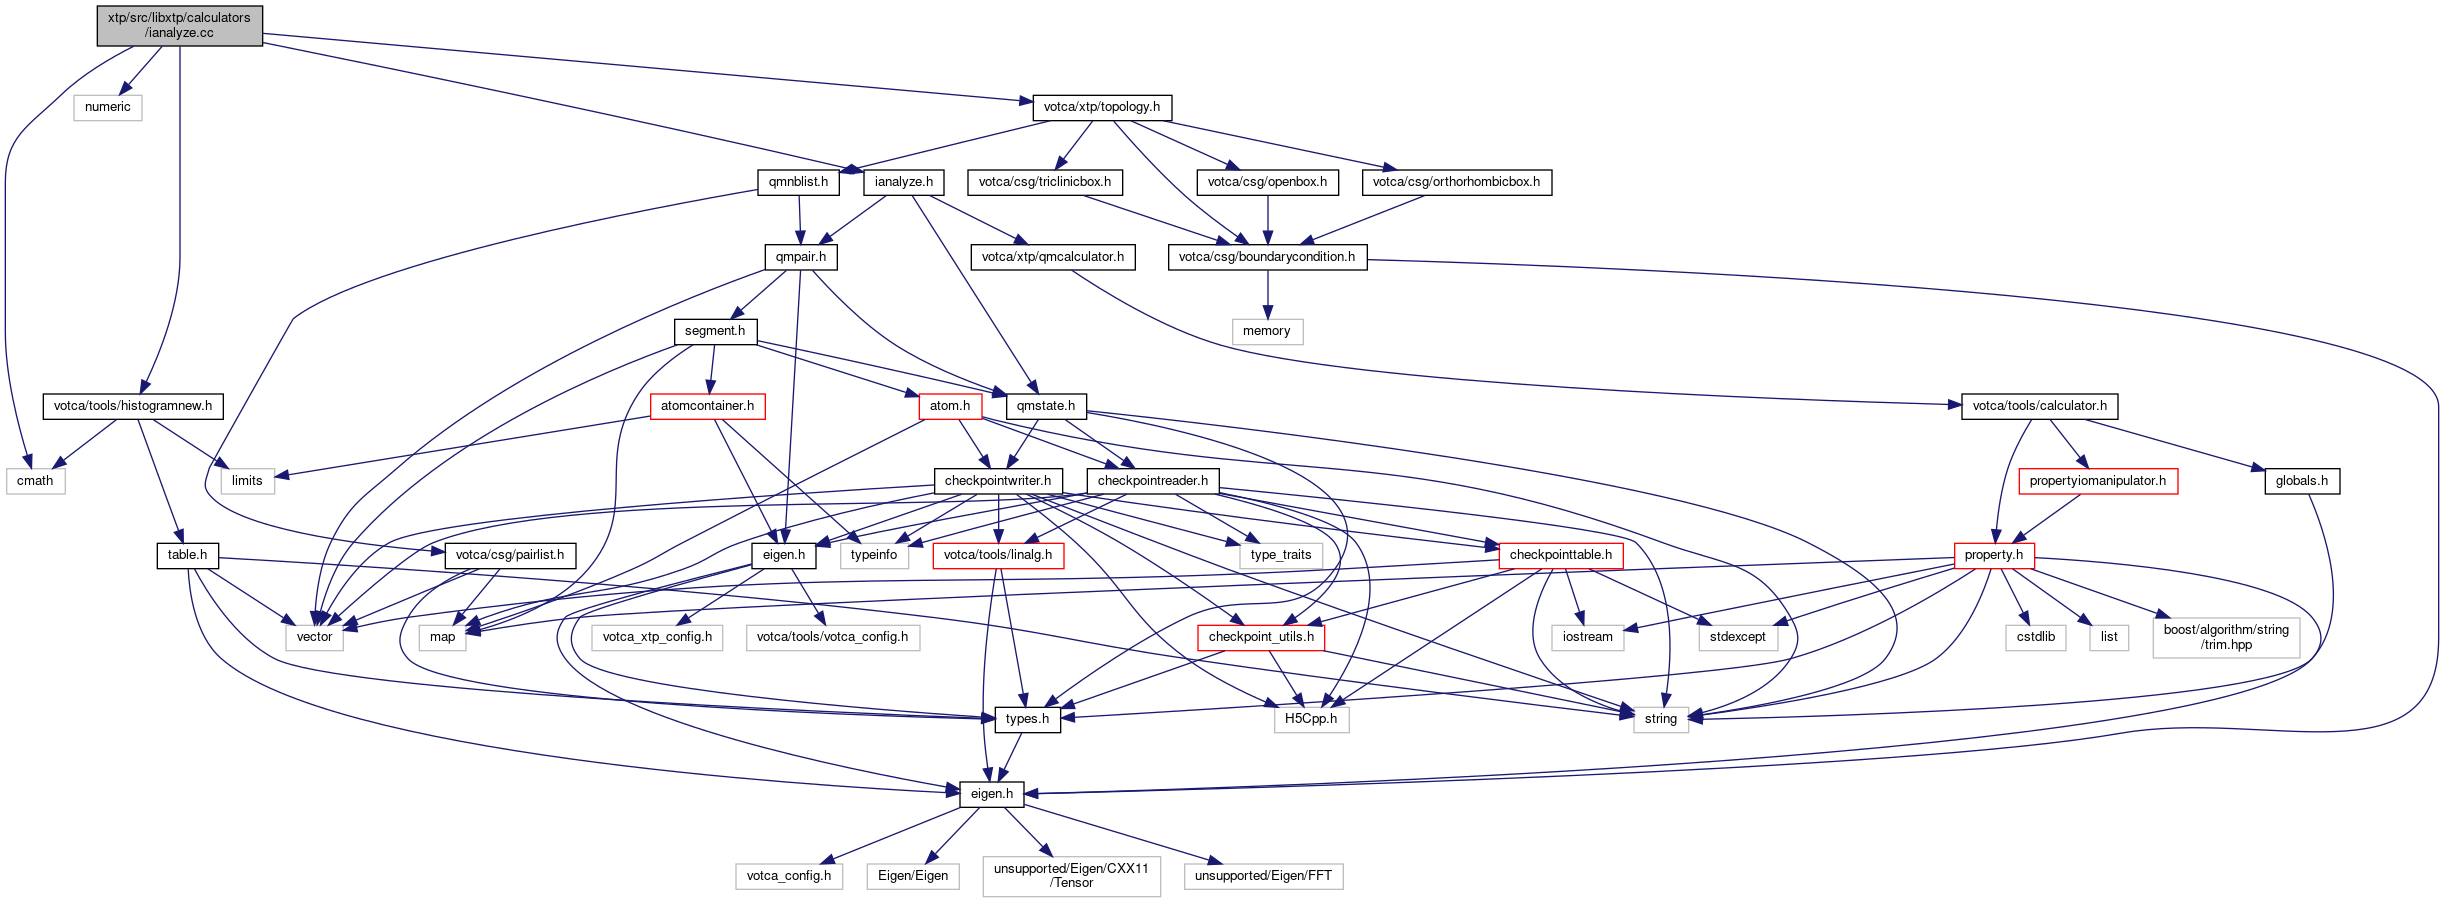 xtp/src/libxtp/calculators
/ianalyze.cc
numeric
votca/xtp/topology.h
qmnblist.h
ianalyze.h
votca/csg/triclinicbox.h
votca/csg/openbox.h
votca/csg/orthorhombicbox.h
qmpair.h
votca/xtp/qmcalculator.h
votca/csg/boundarycondition.h
segment.h
memory
votca/tools/histogramnew.h
atomcontainer.h
atom.h
qmstate.h
votca/tools/calculator.h
cmath
limits
checkpointwriter.h
checkpointreader.h
propertyiomanipulator.h
globals.h
table.h
votca/csg/pairlist.h
eigen.h
typeinfo
votca/tools/linalg.h
type_traits
checkpointtable.h
property.h
vector
map
votca_xtp_config.h
votca/tools/votca_config.h
checkpoint_utils.h
iostream
stdexcept
cstdlib
list
boost/algorithm/string
/trim.hpp
types.h
H5Cpp.h
string
eigen.h
votca_config.h
Eigen/Eigen
unsupported/Eigen/CXX11
/Tensor
unsupported/Eigen/FFT